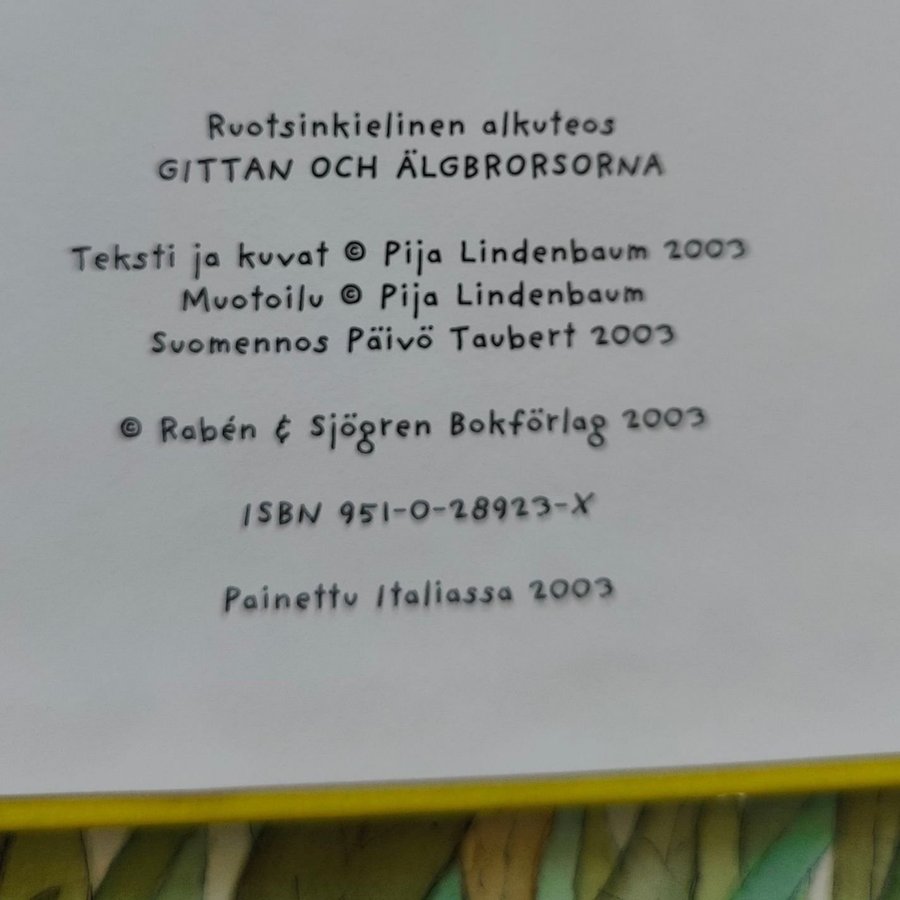 Ruotsinkielinen alkuteos
GITTAN OCH ÄLGBRORSORNA
Teksti ja kuvat © Pija Lindenbaum 2003
Muotoilu © Pija Lindenbaum
Suomennos Päivö Taubert 2003
© Rabén & Sjögren Bokförlag 2003
ISBN 951-0-28923-X
Painettu Italiassa 2003